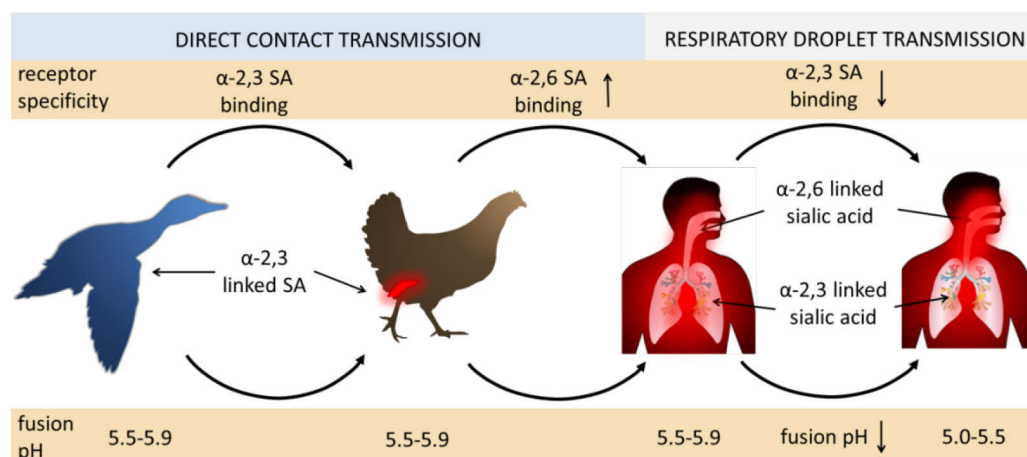 DIRECT CONTACT TRANSMISSION
RESPIRATORY DROPLET TRANSMISSION
receptor
specificity
α-2,3 SA
binding
α-2,6 SA
binding
α-2,3 SA
binding
α-2,3
linked SA
α-2,6 linked
sialic acid
α-2,3 linked
sialic acid
fusion
pH
5.5-5.9
5.5-5.9
5.5-5.9
fusion pH
5.0-5.5